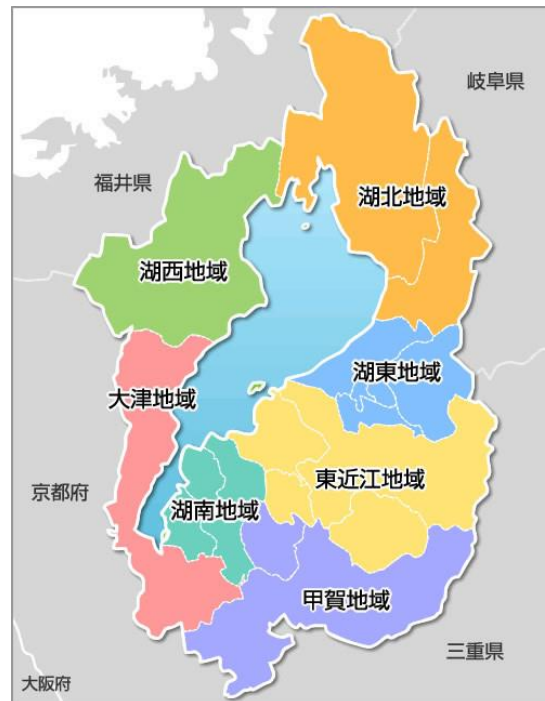 岐阜県
福井県
湖北地域
湖西地域
湖東地域
大津地域
東近江地域
京都府
湖南地域
甲賀地域
三重県
大阪府